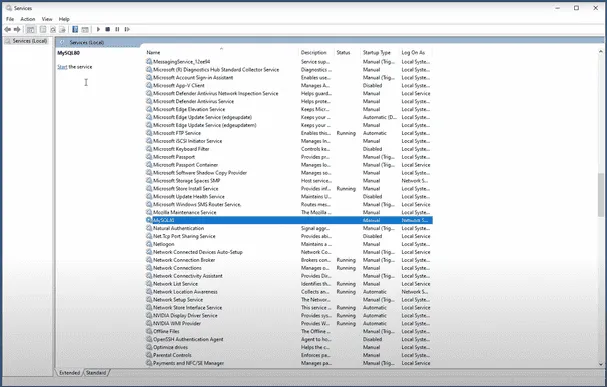 Services
File Action View Help
Services (Local)
Services (Local)
MySQL80
Start the service
Name Description Status Startup Type Log On As
MessagingService_12ee94 Service sup... Manual (Trig... Local Syste...
Microsoft (R) Diagnostics Hub Standard Collector Service Diagnostics ... Manual Local Syste...
Microsoft Account Sign-in Assistant Enables use... Manual (Trig... Local Syste...
Microsoft App-V Client Manages A... Disabled Local Syste...
Microsoft Defender Antivirus Network Inspection Service Helps guard... Manual Local Service
Microsoft Defender Antivirus Service Helps prote... Manual Local Syste...
Microsoft Edge Elevation Service Keeps Micr... Manual Local Syste...
Microsoft Edge Update Service (edgeupdate) Keeps your ... Automatic (D... Local Syste...
Microsoft Edge Update Service (edgeupdatem) Keeps your ... Manual (Trig... Local Syste...
Microsoft FTP Service Enables this... Running Automatic Local Syste...
Microsoft iSCSI Initiator Service Manages In... Manual Local Syste...
Microsoft Keyboard Filter Controls ke... Disabled Local Syste...
Microsoft Passport Provides pr... Manual (Trig... Local Syste...
Microsoft Passport Container Manages lo... Manual (Trig... Local Service
Microsoft Software Shadow Copy Provider Manages so... Manual Local Syste...
Microsoft Storage Spaces SMP Host service... Manual Network S...
Microsoft Store Install Service Provides inf... Running Manual Local Syste...
Microsoft Update Health Service Maintains U... Disabled Local Syste...
Microsoft Windows SMS Router Service. Routes mes... Manual (Trig... Local Syste...
Mozilla Maintenance Service The Mozilla ... Manual Local Syste...
MySQL80 Manual Network S...
Natural Authentication Signal aggr... Manual (Trig... Local Syste...
Net.Tcp Port Sharing Service Provides abi... Disabled Local Service
Netlogon Maintains a ... Manual Local Syste...
Network Connected Devices Auto-Setup Network Co... Manual (Trig... Local Service
Network Connection Broker Brokers con... Running Manual (Trig... Local Syste...
Network Connections Manages o... Running Manual Local Syste...
Network Connectivity Assistant Provides Dir... Manual (Trig... Local Syste...
Network List Service Identifies th... Running Manual Local Service
Network Location Awareness Collects an... Running Automatic Network S...
Network Setup Service The Networ... Manual (Trig... Local Syste...
Network Store Interface Service This service ... Running Automatic Local Service
NVIDIA Display Driver Service Provides sy... Running Automatic Local Syste...
NVIDIA WMI Provider Provides W... Running Automatic Local Syste...
Offline Files The Offline ... Manual (Trig... Local Syste...
OpenSSH Authentication Agent Agent to ho... Disabled Local Syste...
Optimise drives Helps the c... Manual Local Syste...
Parental Controls Enforces pa... Manual Local Syste...
Payments and NFC/SE Manager Manages pa... Manual (Trig... Local Service
Extended Standard